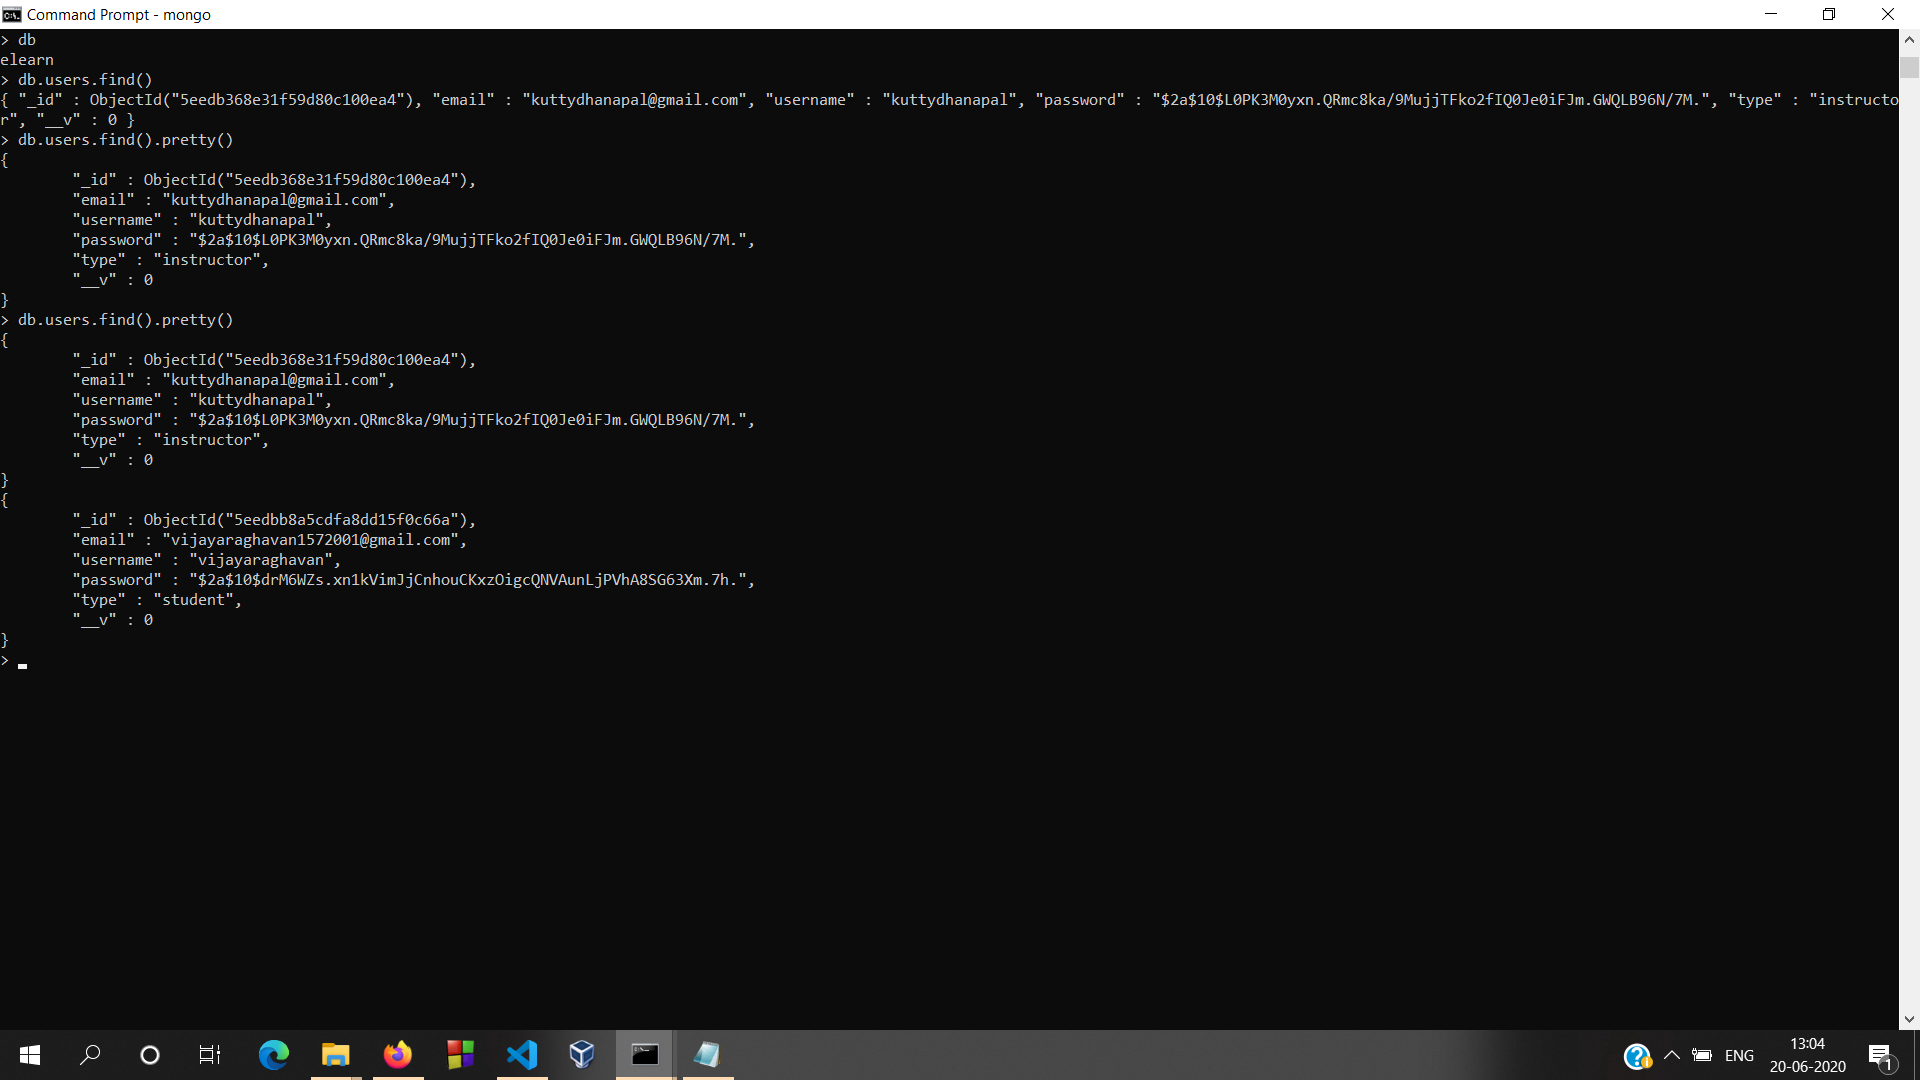 Command Prompt - mongo
> db
elearn
> db.users.find()
{ "_id" : ObjectId("5eedb368e31f59d80c100ea4"), "email" : "kuttydhanapal@gmail.com", "username" : "kuttydhanapal", "password" : "$2a$10$L0PK3M0yxn.QRmc8ka/9MujjTFko2fIQ0Je0iFJm.GWQLB96N/7M.", "type" : "instructo
r", "__v" : 0 }
> db.users.find().pretty()
{
        "_id" : ObjectId("5eedb368e31f59d80c100ea4"),
        "email" : "kuttydhanapal@gmail.com",
        "username" : "kuttydhanapal",
        "password" : "$2a$10$L0PK3M0yxn.QRmc8ka/9MujjTFko2fIQ0Je0iFJm.GWQLB96N/7M.",
        "type" : "instructor",
        "__v" : 0
}
> db.users.find().pretty()
{
        "_id" : ObjectId("5eedb368e31f59d80c100ea4"),
        "email" : "kuttydhanapal@gmail.com",
        "username" : "kuttydhanapal",
        "password" : "$2a$10$L0PK3M0yxn.QRmc8ka/9MujjTFko2fIQ0Je0iFJm.GWQLB96N/7M.",
        "type" : "instructor",
        "__v" : 0
}
{
        "_id" : ObjectId("5eedbb8a5cdfa8dd15f0c66a"),
        "email" : "vijayaraghavan1572001@gmail.com",
        "username" : "vijayaraghavan",
        "password" : "$2a$10$drM6WZs.xn1kVimJjCnhouCKxzOigcQNVAunLjPVhA8SG63Xm.7h.",
        "type" : "student",
        "__v" : 0
}
>
ENG
13:04
20-06-2020
1